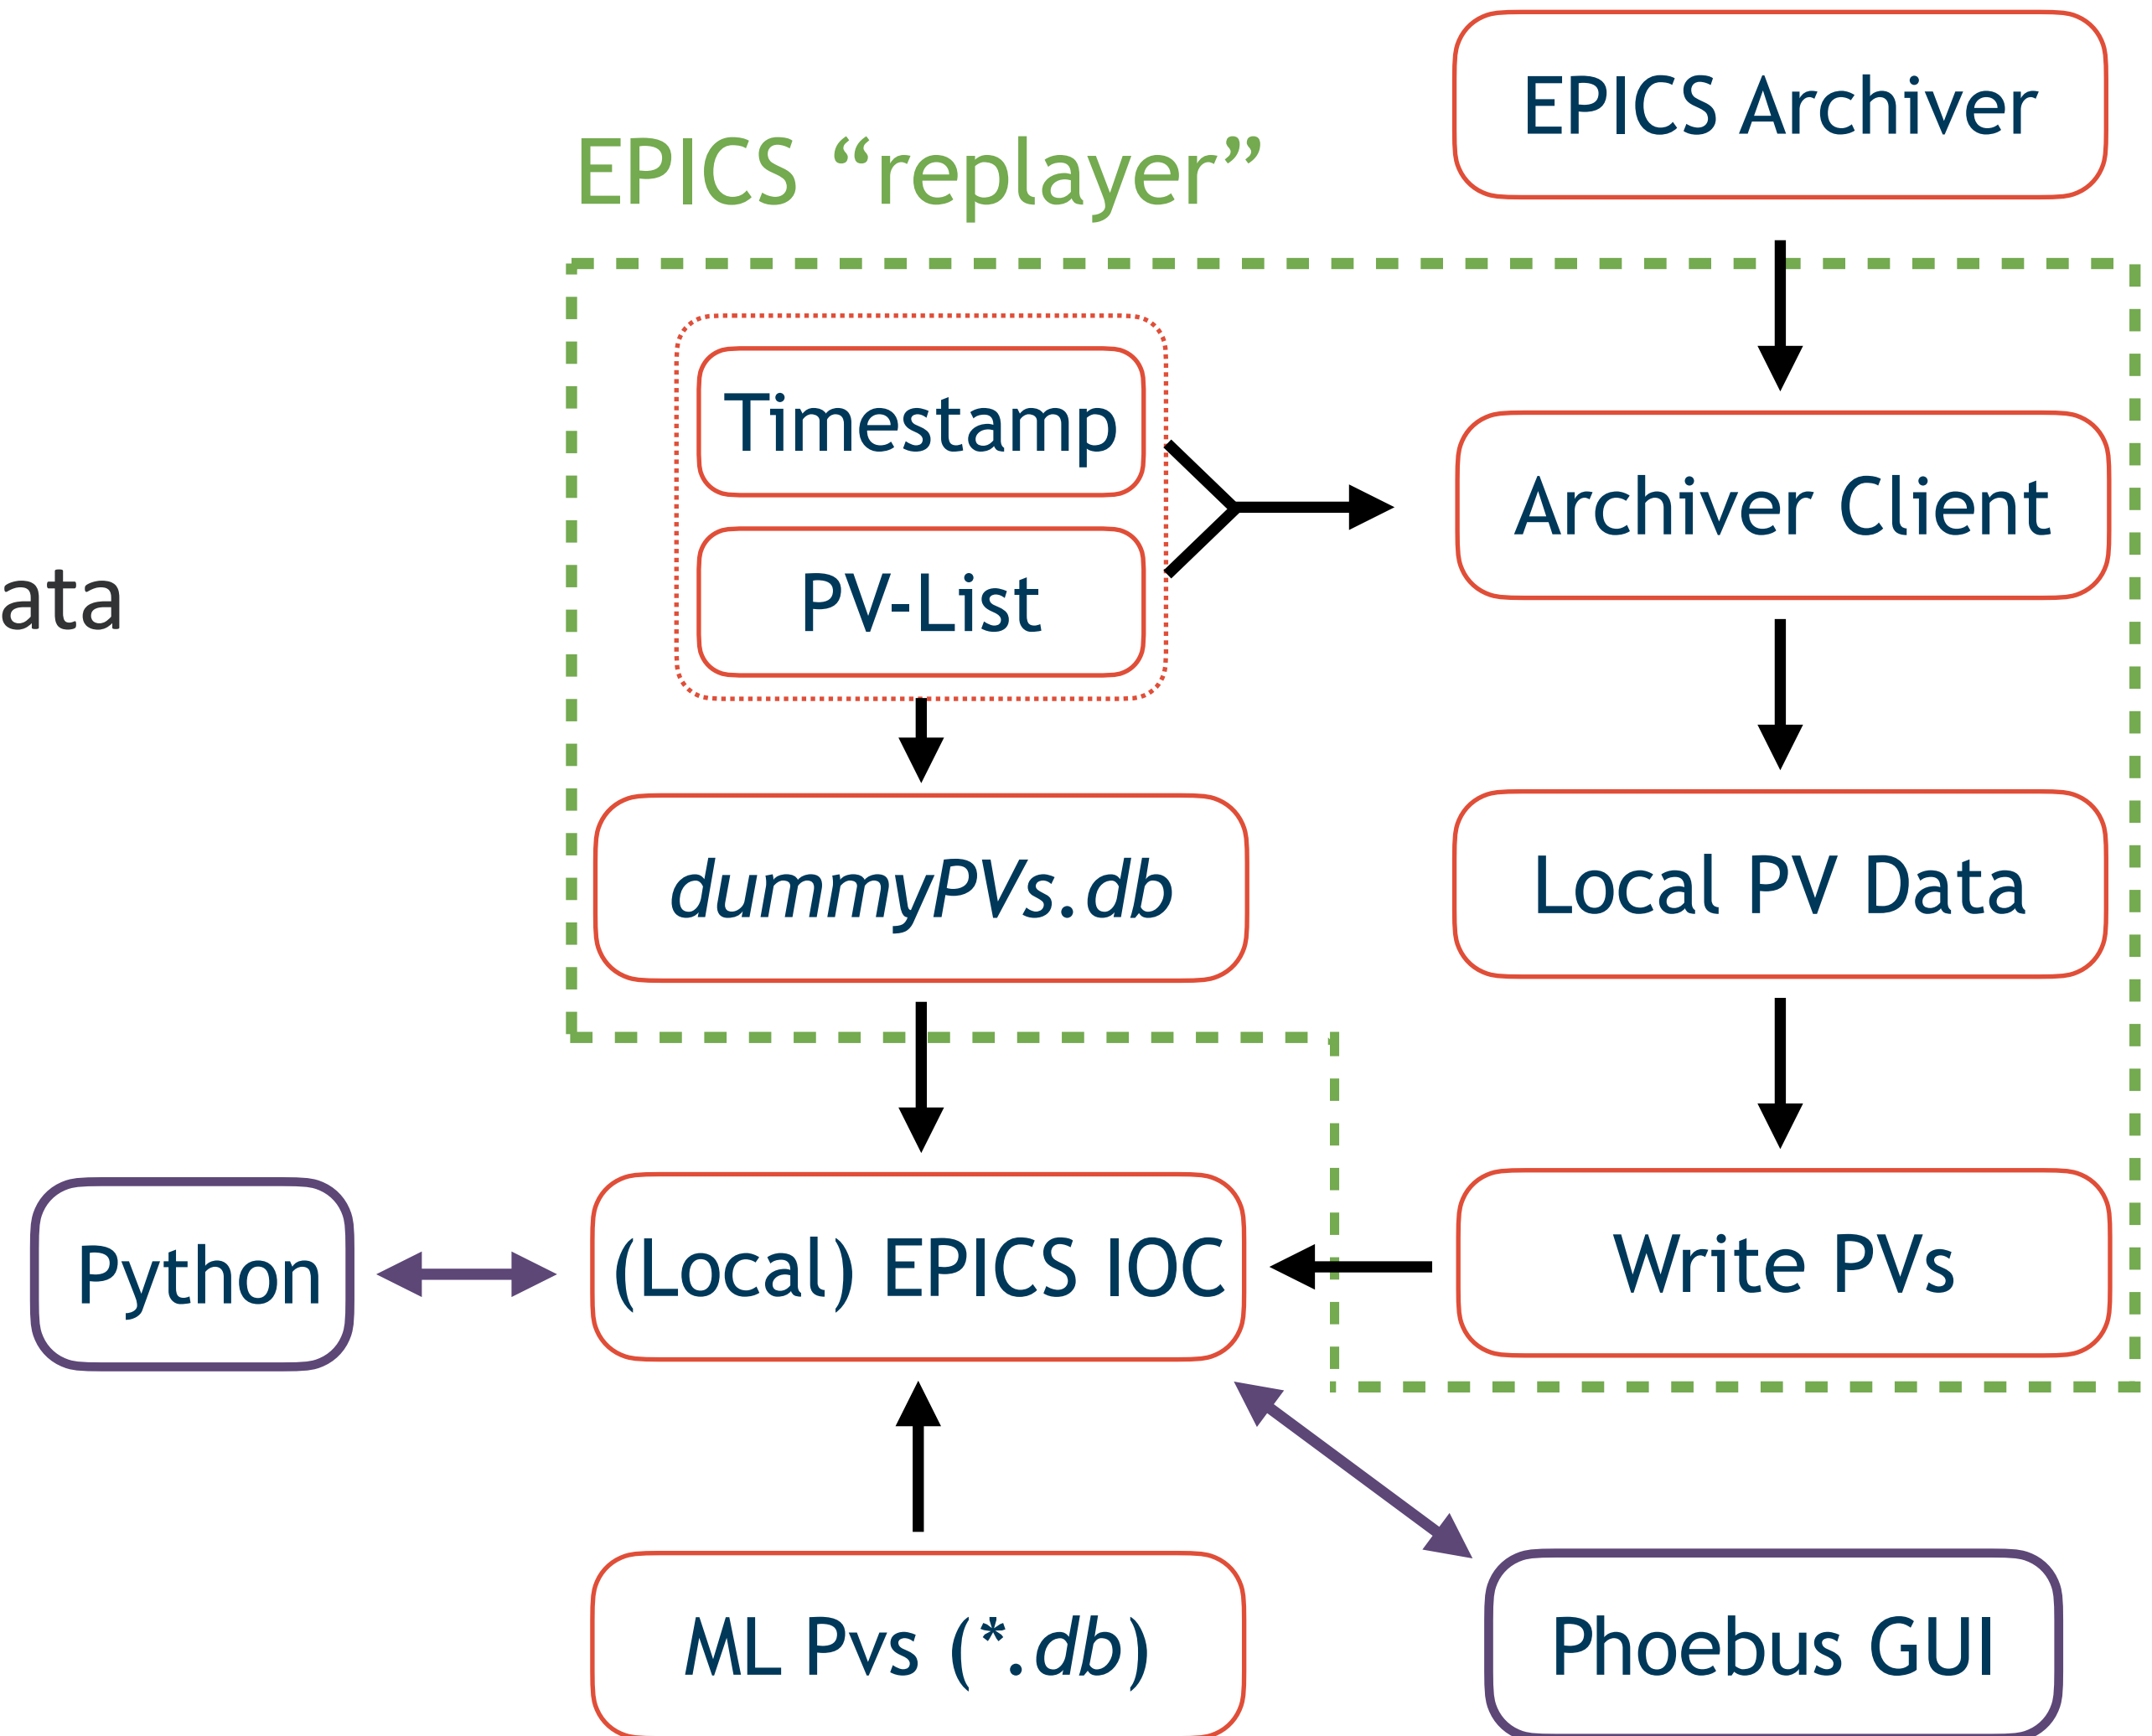 EPICS Archiver
EPICS “replayer”
Timestamp
Archiver Client
PV-List
ata
dummyPVs.db
Local PV Data
Python
(Local) EPICS IOC
Write PVs
ML Pvs (*.db)
Phoebus GUI